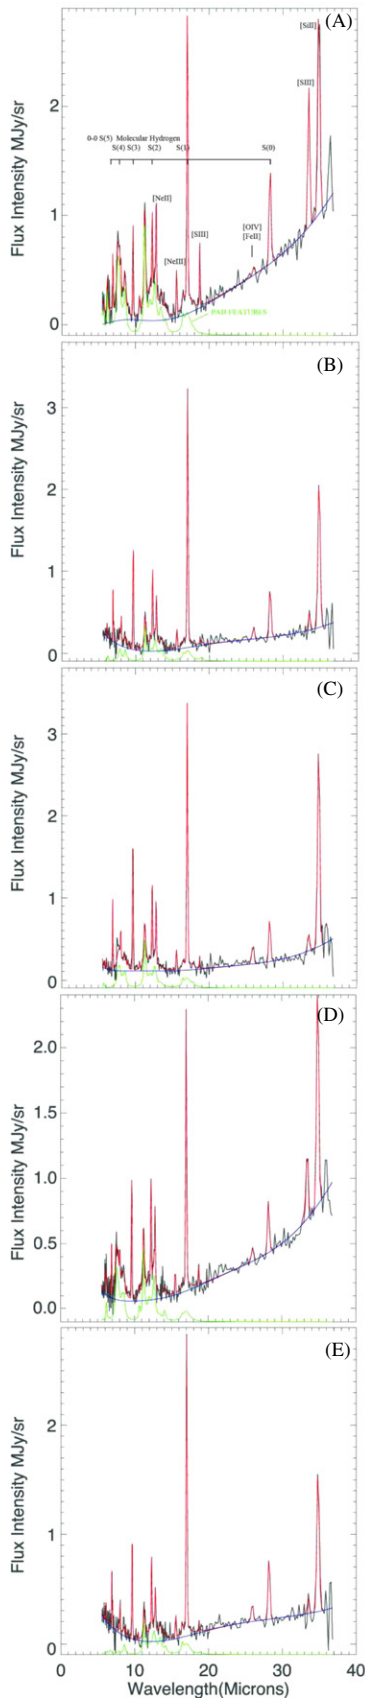 (A)
[SiII]
[SIII]
0-0 S(5) Molecular Hydrogen
S(4) S(3) S(2) S(1) S(0)
[NeII]
[SIII]
[OIV]
[NeIII] [FeII]
PAH FEATURES
Flux Intensity MJy/sr
2
1
0
(B)
Flux Intensity MJy/sr
3
2
1
0
(C)
Flux Intensity MJy/sr
3
2
1
0
(D)
Flux Intensity MJy/sr
2.0
1.5
1.0
0.5
0.0
(E)
Flux Intensity MJy/sr
2
1
0
0 10 20 30 40
Wavelength(Microns)